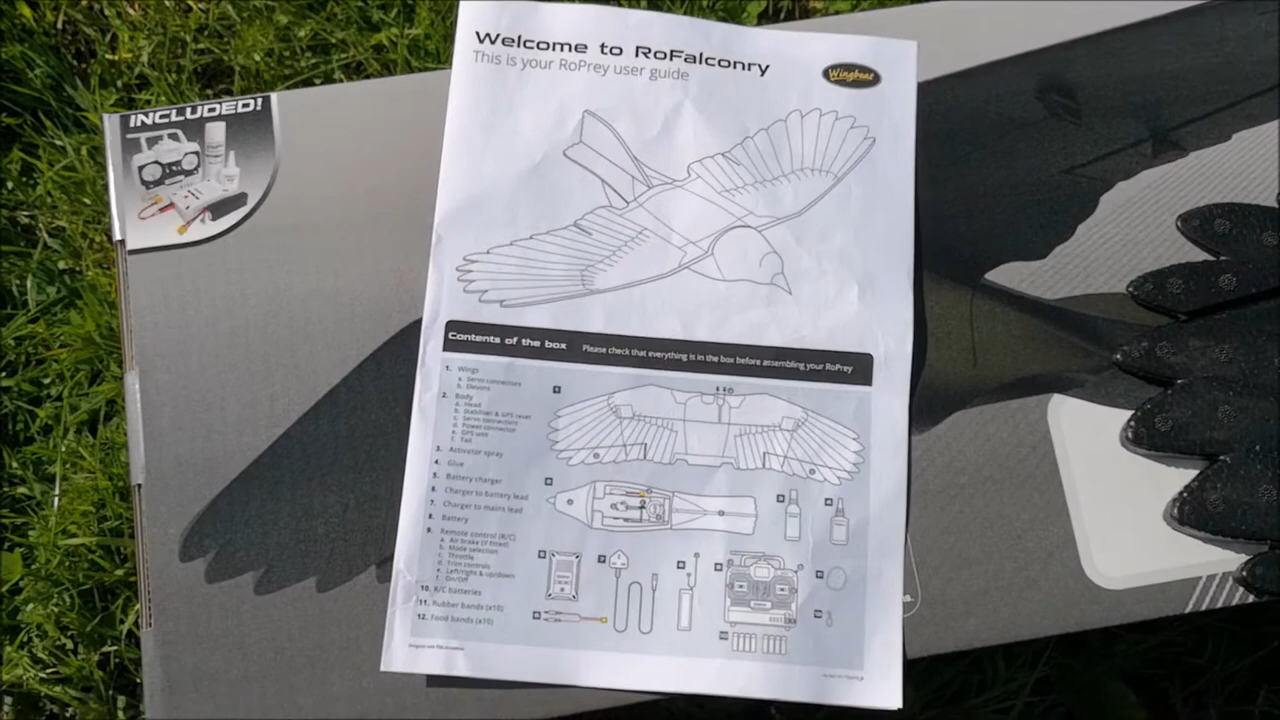 INCLUDED!
Welcome to RoFalconry
This is your RoPrey user guide
Wingbeat
Contents of the box Please check that everything is in the box before assembling your RoPrey
1. Wings
a. Servo connectors
b. Elevons
2. Body
a. Head
b. Stabiliser & GPS reset
c. Servo connectors
d. Power connector
e. GPS unit
f. Tail
3. Activator spray
4. Glue
5. Battery charger
6. Charger to battery lead
7. Charger to mains lead
8. Battery
9. Remote control (R/C)
a. Air brake (if fitted)
b. Mode selection
c. Throttle
d. Trim controls
e. Left/right & up/down
f. On/Off
10. R/C batteries
11. Rubber bands (x10)
12. Food bands (x10)